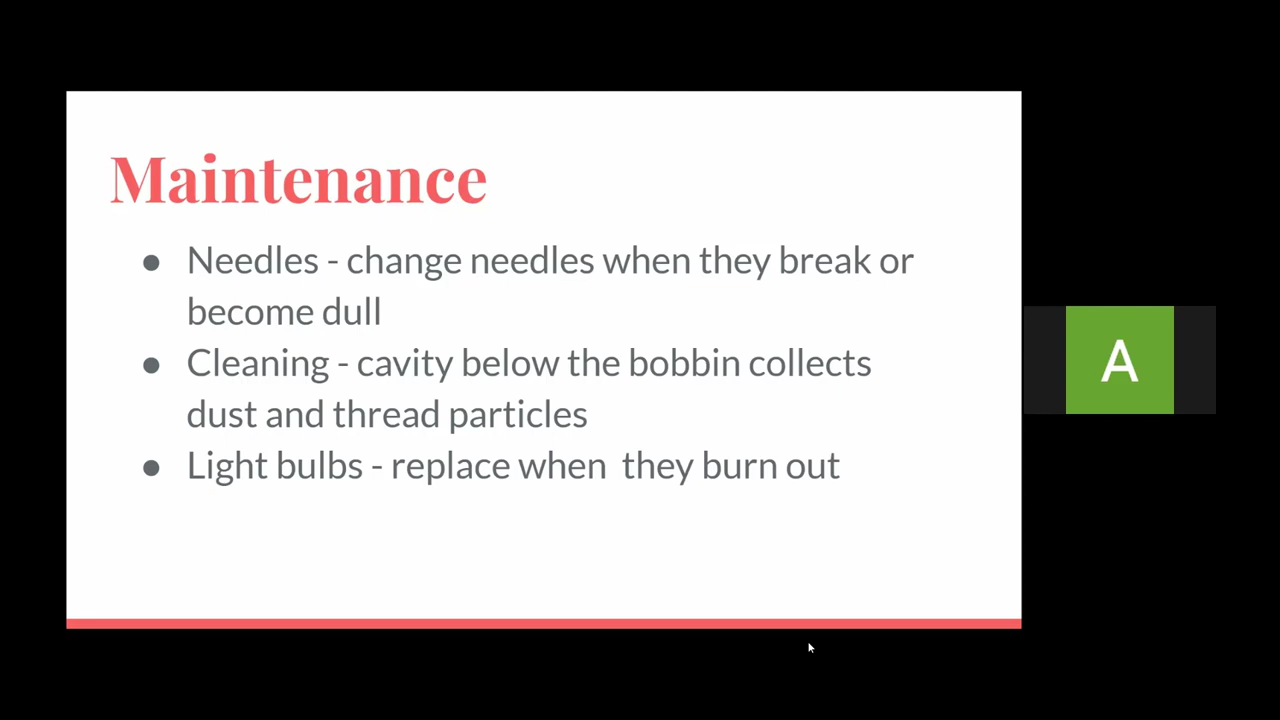 Maintenance
● Needles - change needles when they break or
become dull
● Cleaning - cavity below the bobbin collects
dust and thread particles
● Light bulbs - replace when  they burn out
A